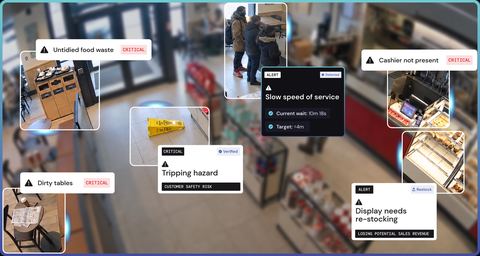 Untidied food waste CRITICAL
ALERT
Slow speed of service
Current wait: 10m 18s
Target: <4m
Cashier not present CRITICAL
CRITICAL Verified
Tripping hazard
CUSTOMER SAFETY RISK
Dirty tables CRITICAL
ALERT Restock
Display needs
re-stocking
LOSING POTENTIAL SALES REVENUE